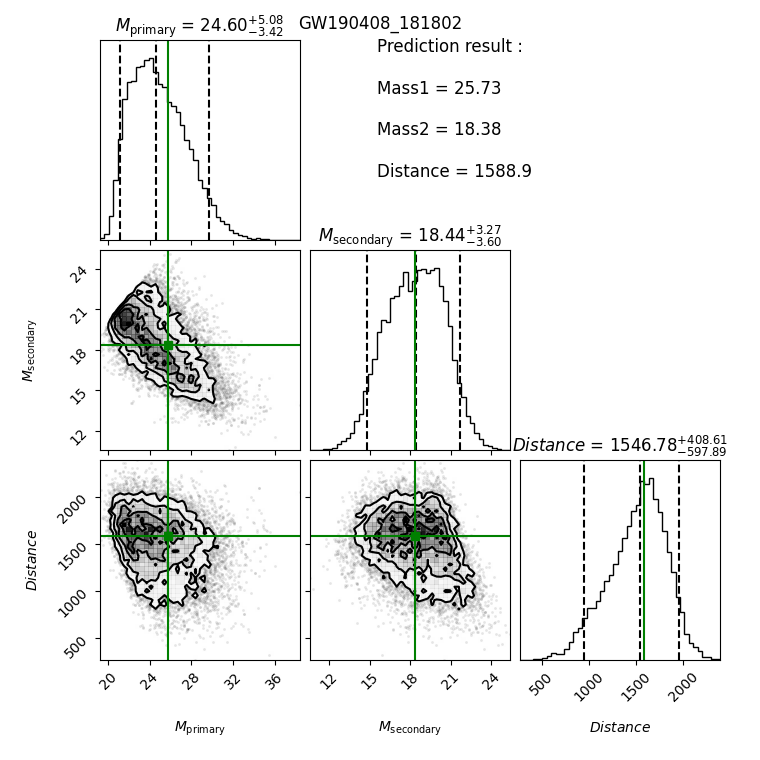 M_primary = 24.60+5.08 −3.42 GW190408_181802
Prediction result :
Mass1 = 25.73
Mass2 = 18.38
Distance = 1588.9
M_secondary = 18.44+3.27 −3.60
24
21
18
15
12
M_secondary
Distance = 1546.78+408.61 −597.89
2000
1500
1000
500
Distance
20 24 28 32 36
12 15 18 21 24
500 1000 1500 2000
M_primary
M_secondary
Distance